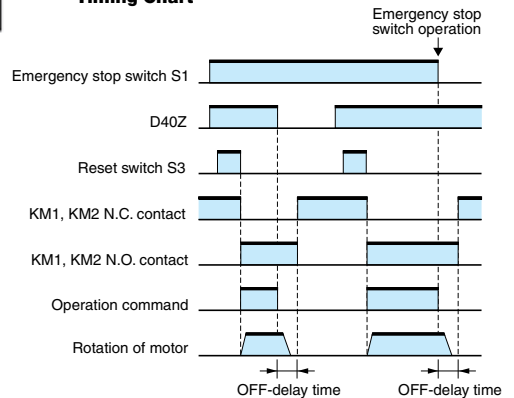 Timing Chart
Emergency stop
switch operation
Emergency stop switch S1
D40Z
Reset switch S3
KM1, KM2 N.C. contact
KM1, KM2 N.O. contact
Operation command
Rotation of motor
OFF-delay time
OFF-delay time